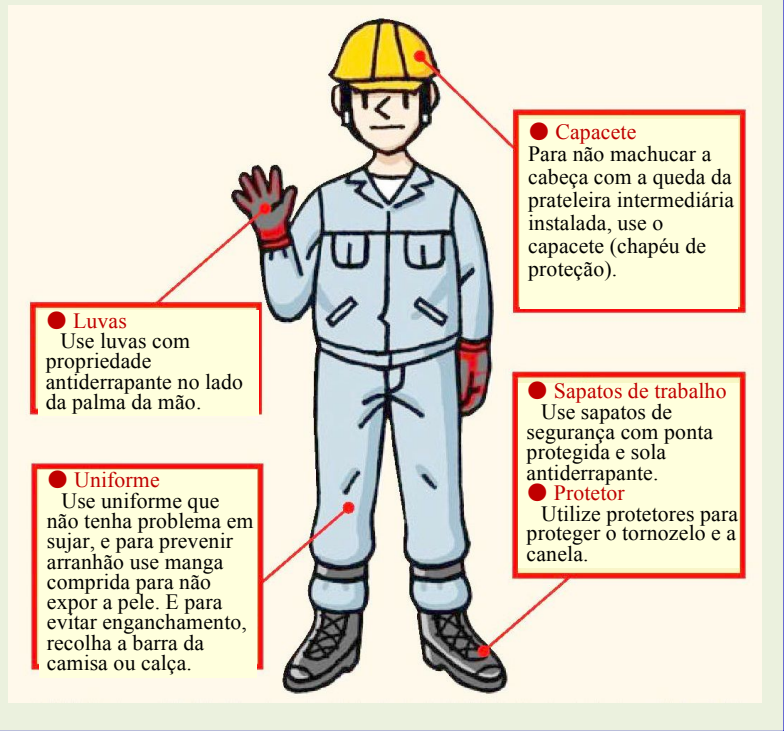 ● Capacete
Para não machucar a
cabeça com a queda da
prateleira intermediária
instalada, use o
capacete (chapéu de
proteção).
● Luvas
Use luvas com
propriedade
antiderrapante no lado
da palma da mão.
● Sapatos de trabalho
Use sapatos de
segurança com ponta
protegida e sola
antiderrapante.
● Protetor
Utilize protetores para
proteger o tornozelo e a
canela.
● Uniforme
Use uniforme que
não tenha problema em
sujar, e para prevenir
arranhão use manga
comprida para não
expor a pele. E para
evitar enganchamento,
recolha a barra da
camisa ou calça.